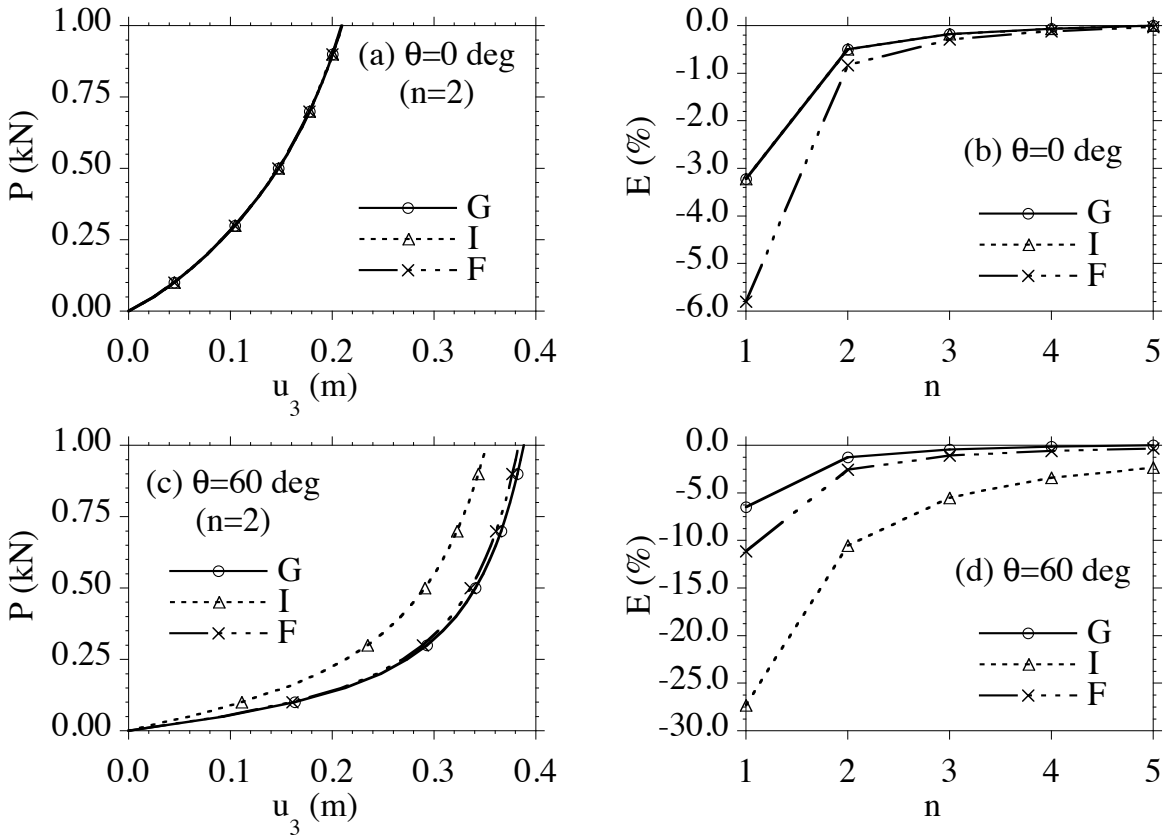 1.00
0.75
0.50
0.25
0.00
P (kN)
(a) θ=0 deg
(n=2)
G
I
F
0.0 0.1 0.2 0.3 0.4
u_3 (m)
0.0
-1.0
-2.0
-3.0
-4.0
-5.0
-6.0
E (%)
(b) θ=0 deg
G
I
F
1 2 3 4 5
n
1.00
0.75
0.50
0.25
0.00
P (kN)
(c) θ=60 deg
(n=2)
G
I
F
0.0 0.1 0.2 0.3 0.4
u_3 (m)
0.0
-5.0
-10.0
-15.0
-20.0
-25.0
-30.0
E (%)
(d) θ=60 deg
G
I
F
1 2 3 4 5
n